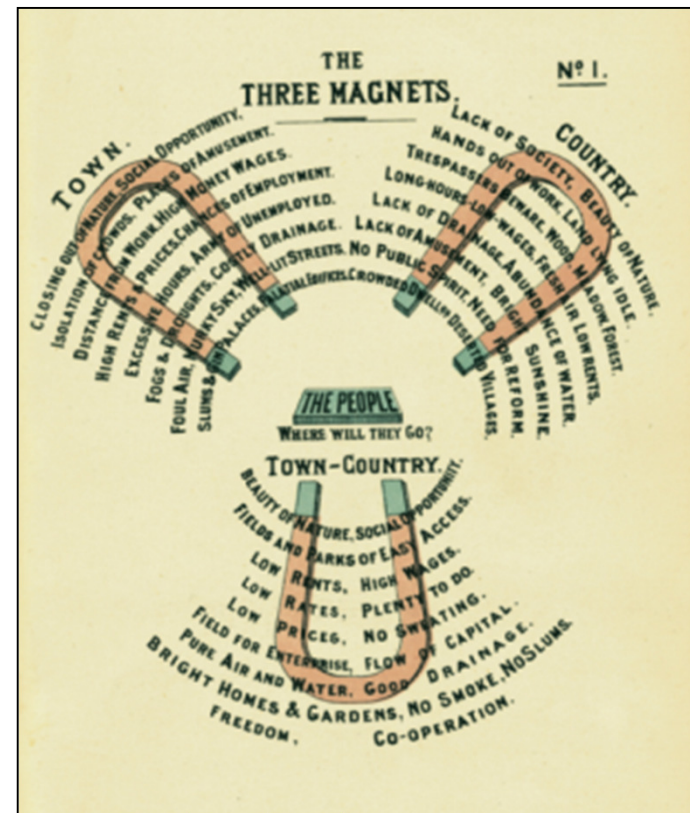 THE
THREE MAGNETS.
No 1.
TOWN.
CLOSING OUT OF NATURE. SOCIAL OPPORTUNITY.
ISOLATION OF CROWDS. PLACES OF AMUSEMENT.
DISTANCE FROM WORK. HIGH MONEY WAGES.
HIGH RENTS & PRICES. CHANCES OF EMPLOYMENT.
EXCESSIVE HOURS. ARMY OF UNEMPLOYED.
FOGS & DROUGHTS. COSTLY DRAINAGE.
FOUL AIR. MURKY SKY. WELL-LIT STREETS.
SLUMS & GIN PALACES. PALATIAL EDIFICES.
COUNTRY.
LACK OF SOCIETY. BEAUTY OF NATURE.
HANDS OUT OF WORK. LAND LYING IDLE.
TRESPASSERS BEWARE. WOOD, MEADOW, FOREST.
LONG-HOURS-LOW WAGES. FRESH AIR LOW RENTS.
LACK OF DRAINAGE. ABUNDANCE OF WATER.
LACK OF AMUSEMENT. BRIGHT SUNSHINE.
NO PUBLIC SPIRIT. NEED FOR REFORM.
CROWDED DWELLGS DESERTED VILLAGES.
THE PEOPLE
WHERE WILL THEY GO?
TOWN-COUNTRY.
BEAUTY OF NATURE, SOCIAL OPPORTUNITY.
FIELDS AND PARKS OF EASY ACCESS.
LOW RENTS, HIGH WAGES.
LOW RATES, PLENTY TO DO.
LOW PRICES, NO SWEATING.
FIELD FOR ENTERPRISE, FLOW OF CAPITAL.
PURE AIR AND WATER, GOOD DRAINAGE.
BRIGHT HOMES & GARDENS, NO SMOKE, NO SLUMS.
FREEDOM. CO-OPERATION.